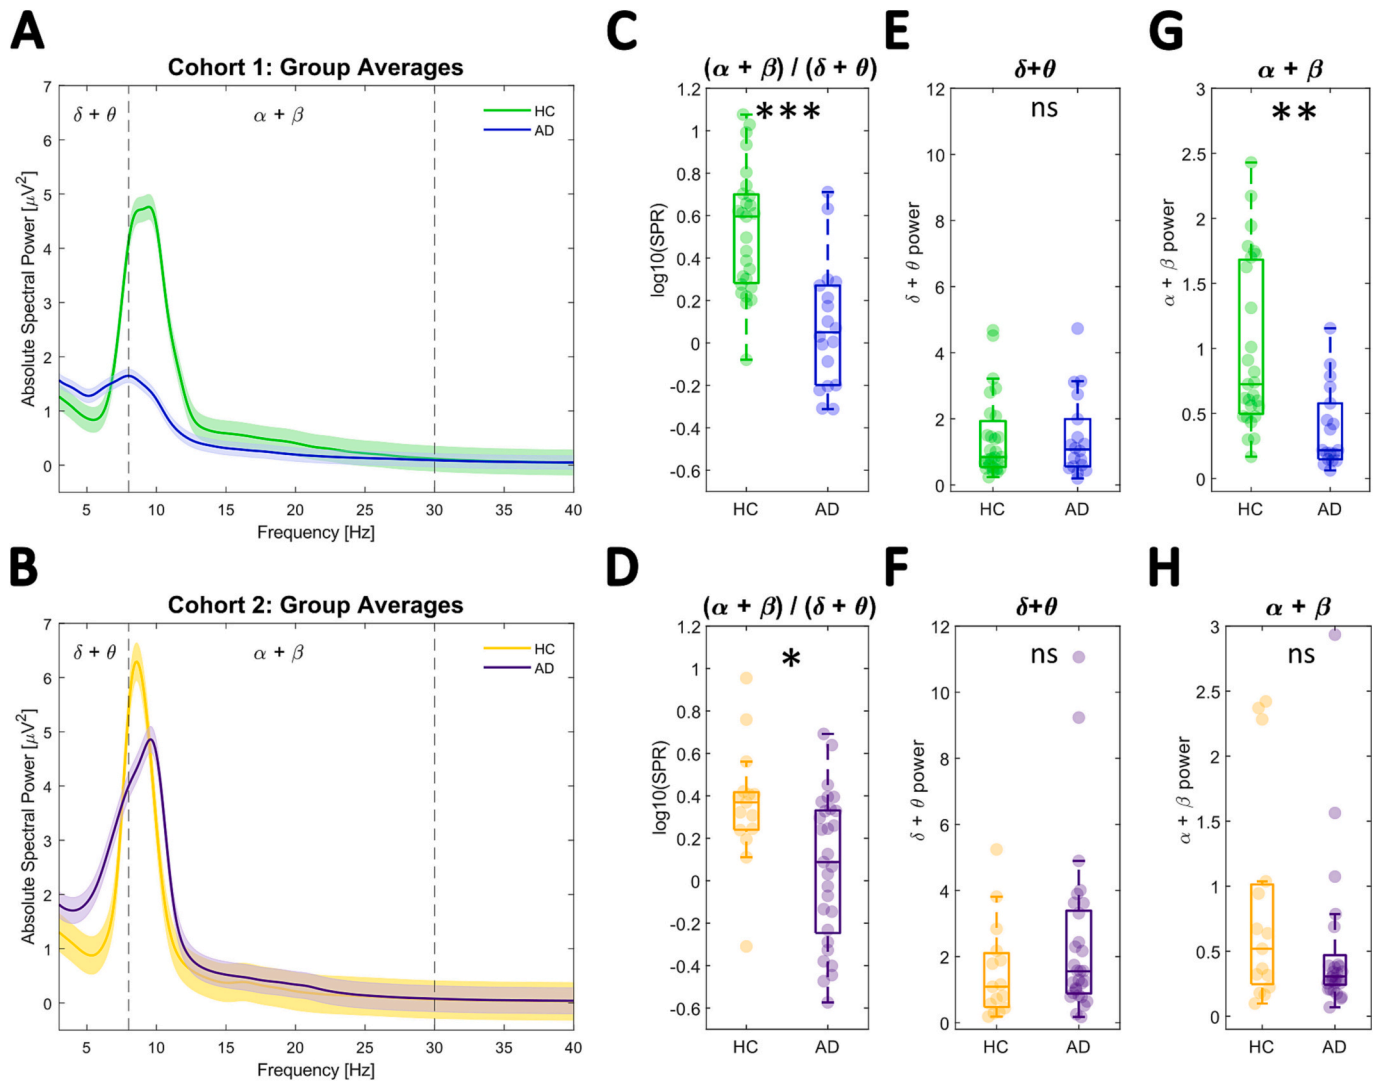 A
Cohort 1: Group Averages
7
6
5
4
3
2
1
0
Absolute Spectral Power [μV²]
δ + θ
α + β
HC
AD
5 10 15 20 25 30 35 40
Frequency [Hz]
C
(α + β) / (δ + θ)
***
1.2
1
0.8
0.6
0.4
0.2
0
-0.2
-0.4
-0.6
log10(SPR)
HC AD
E
δ+θ
ns
12
10
8
6
4
2
0
δ + θ power
HC AD
G
α + β
**
3
2.5
2
1.5
1
0.5
0
α + β power
HC AD
B
Cohort 2: Group Averages
7
6
5
4
3
2
1
0
Absolute Spectral Power [μV²]
δ + θ
α + β
HC
AD
5 10 15 20 25 30 35 40
Frequency [Hz]
D
(α + β) / (δ + θ)
*
1.2
1
0.8
0.6
0.4
0.2
0
-0.2
-0.4
-0.6
log10(SPR)
HC AD
F
δ+θ
ns
12
10
8
6
4
2
0
δ + θ power
HC AD
H
α + β
ns
3
2.5
2
1.5
1
0.5
0
α + β power
HC AD